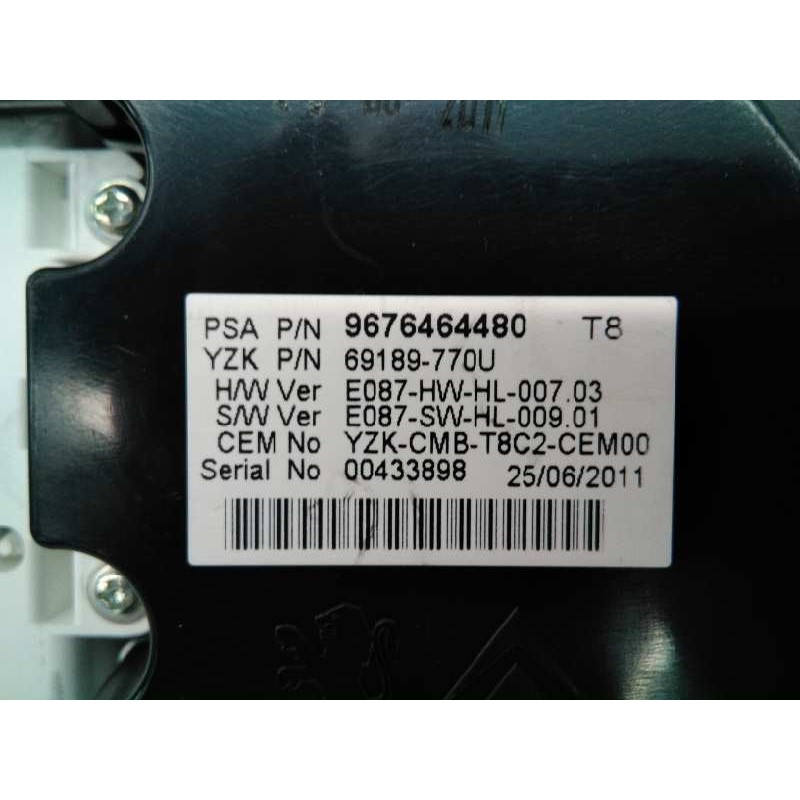 PSA P/N 9676464480 T8
YZK P/N 69189-770U
H/W Ver E087-HW-HL-007.03
S/W Ver E087-SW-HL-009.01
CEM No YZK-CMB-T8C2-CEM00
Serial No 00433898 25/06/2011